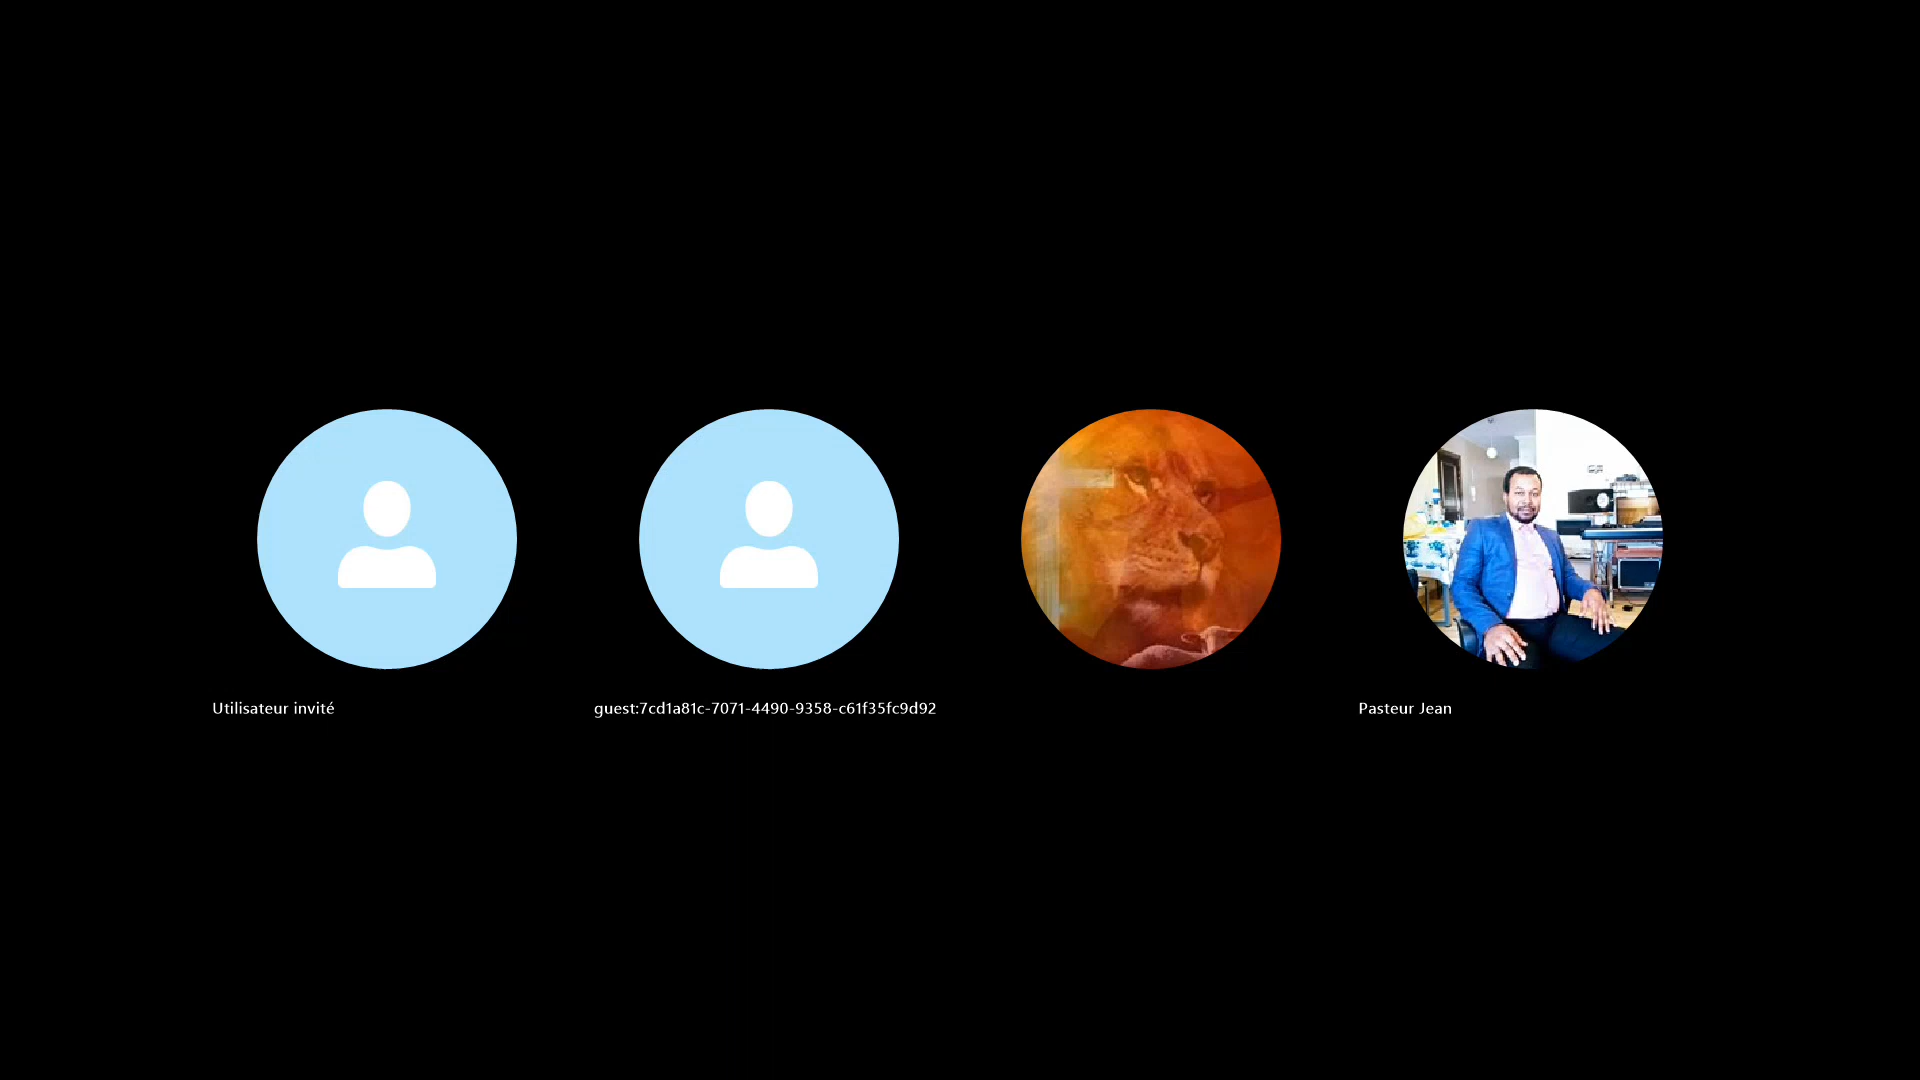 Utilisateur invité
guest:7cd1a81c-7071-4490-9358-c61f35fc9d92
Pasteur Jean